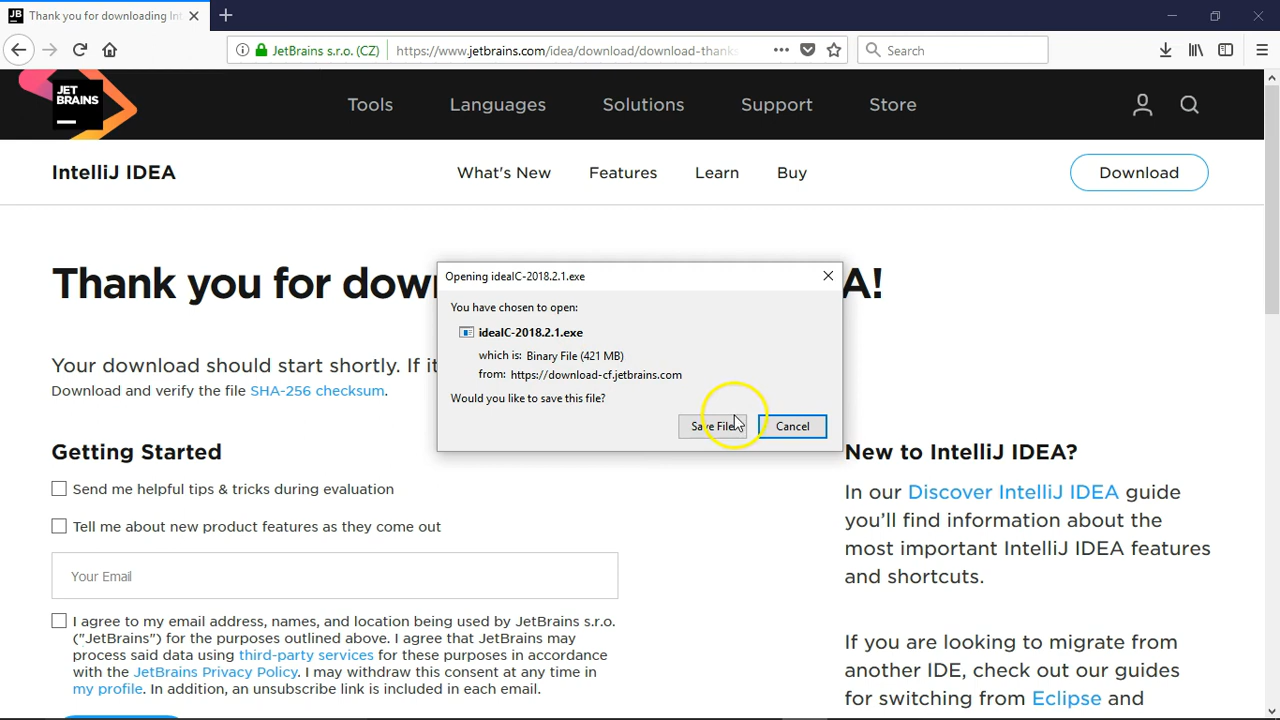 Thank you for downloading Int
JetBrains s.r.o. (CZ)
https://www.jetbrains.com/idea/download/download-thanks
Search
JET
BRAINS
Tools
Languages
Solutions
Support
Store
IntelliJ IDEA
What's New
Features
Learn
Buy
Download
Thank you for dow
A!
Your download should start shortly. If it
Download and verify the file SHA-256 checksum.
Opening ideaIC-2018.2.1.exe
You have chosen to open:
ideaIC-2018.2.1.exe
which is: Binary File (421 MB)
from: https://download-cf.jetbrains.com
Would you like to save this file?
Save File
Cancel
Getting Started
Send me helpful tips & tricks during evaluation
Tell me about new product features as they come out
Your Email
I agree to my email address, names, and location being used by JetBrains s.r.o.
("JetBrains") for the purposes outlined above. I agree that JetBrains may
process said data using third-party services for these purposes in accordance
with the JetBrains Privacy Policy. I may withdraw this consent at any time in
my profile. In addition, an unsubscribe link is included in each email.
New to IntelliJ IDEA?
In our Discover IntelliJ IDEA guide
you'll find information about the
most important IntelliJ IDEA features
and shortcuts.
If you are looking to migrate from
another IDE, check out our guides
for switching from Eclipse and